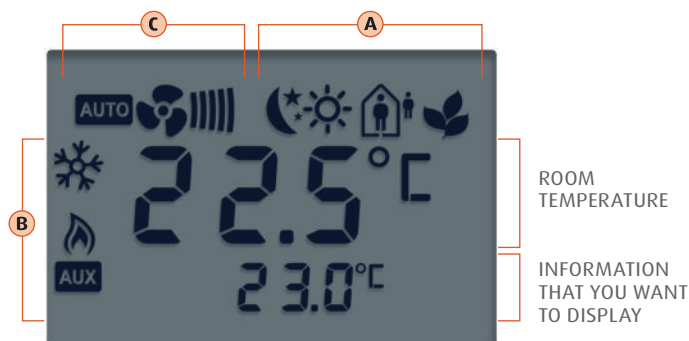 C
A
AUTO
22.5°C
ROOM
TEMPERATURE
B
AUX
23.0°C
INFORMATION
THAT YOU WANT
TO DISPLAY